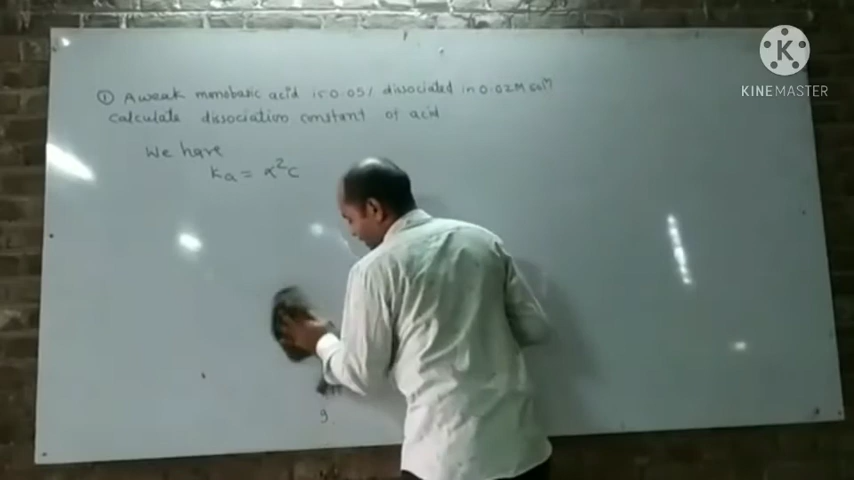 ① A weak monobasic acid is 0.05% dissociated in 0.02M solⁿ
calculate dissociation constant of acid
We have
Ka = α²c
9
K
KINEMASTER